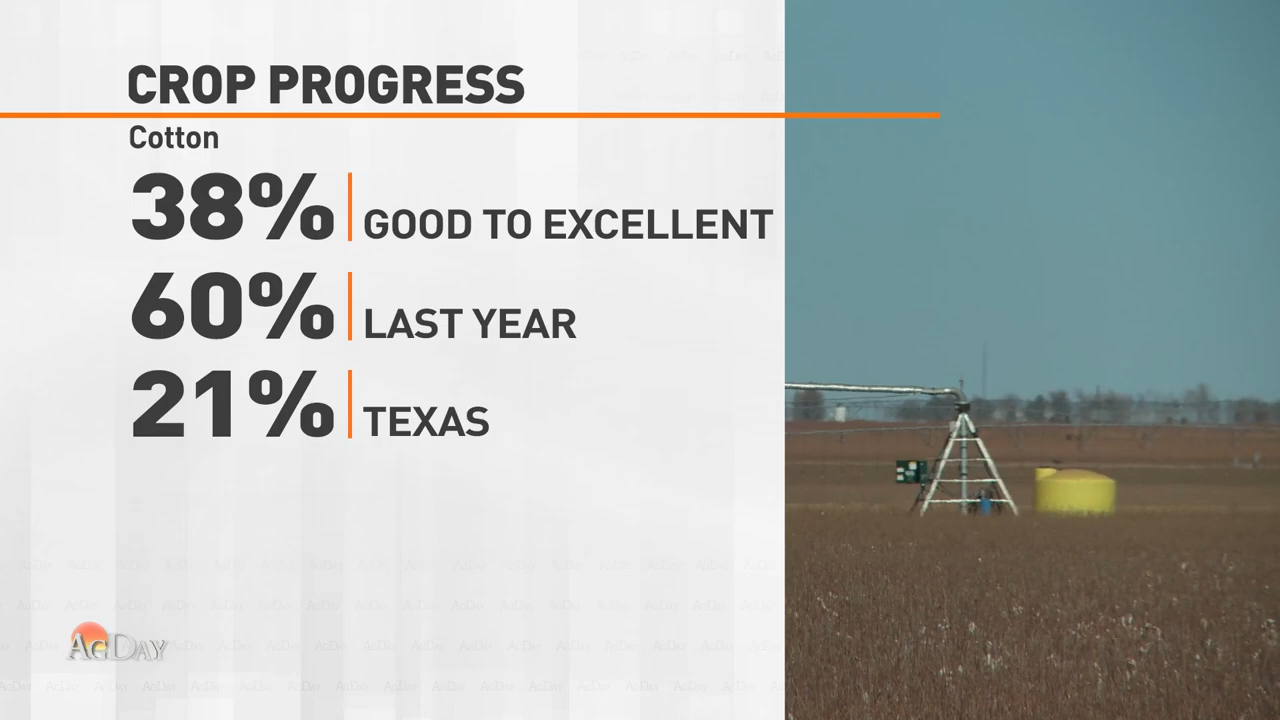 CROP PROGRESS
Cotton
38% GOOD TO EXCELLENT
60% LAST YEAR
21% TEXAS
AGDAY